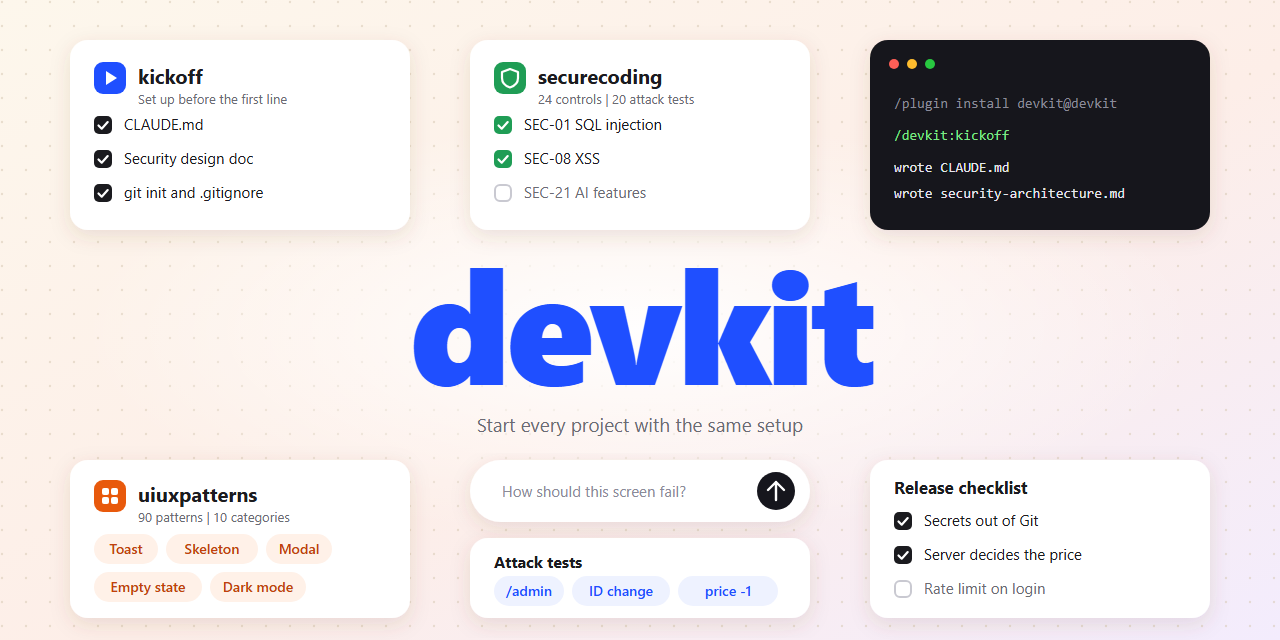 kickoff
Set up before the first line
CLAUDE.md
Security design doc
git init and .gitignore
securecoding
24 controls | 20 attack tests
SEC-01 SQL injection
SEC-08 XSS
SEC-21 AI features
/plugin install devkit@devkit
/devkit:kickoff
wrote CLAUDE.md
wrote security-architecture.md
devkit
Start every project with the same setup
uiuxpatterns
90 patterns | 10 categories
Toast Skeleton Modal
Empty state Dark mode
How should this screen fail?
Attack tests
/admin ID change price -1
Release checklist
Secrets out of Git
Server decides the price
Rate limit on login